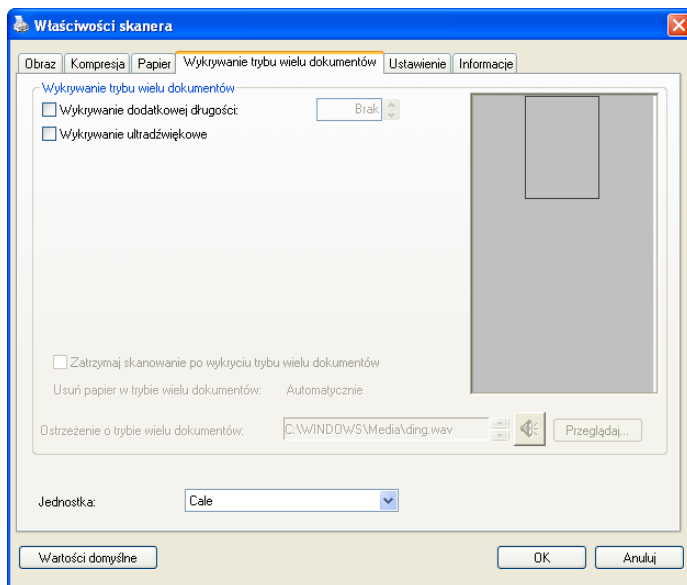 Właściwości skanera
Obraz Kompresja Papier Wykrywanie trybu wielu dokumentów Ustawienie Informacje
Wykrywanie trybu wielu dokumentów
Wykrywanie dodatkowej długości: Brak
Wykrywanie ultradźwiękowe
Zatrzymaj skanowanie po wykryciu trybu wielu dokumentów
Usuń papier w trybie wielu dokumentów: Automatycznie
Ostrzeżenie o trybie wielu dokumentów: C:\WINDOWS\Media\ding.wav Przeglądaj...
Jednostka: Cale
Wartości domyślne OK Anuluj